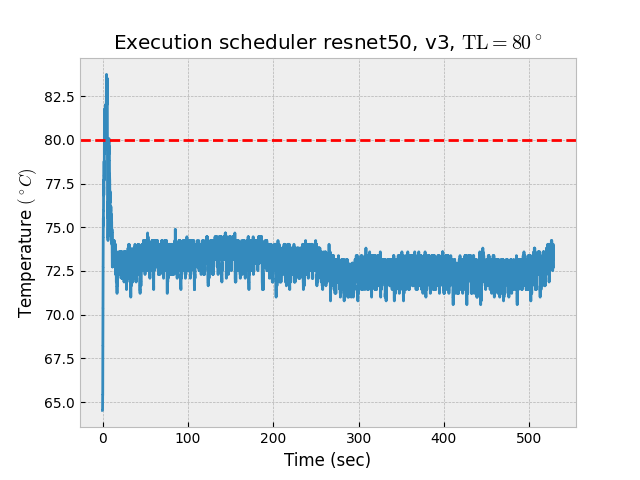 Execution scheduler resnet50, v3, TL = 80°
82.5
80.0
77.5
75.0
72.5
70.0
67.5
65.0
Temperature (°C)
0 100 200 300 400 500
Time (sec)